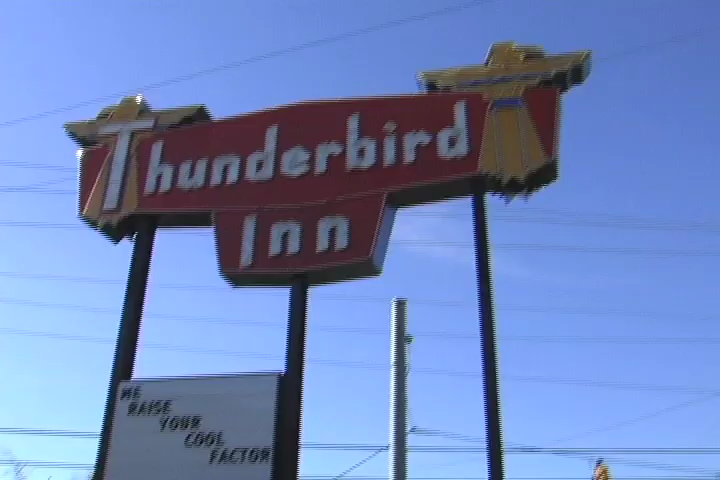 Thunderbird
Inn
WE
RAISE
YOUR
COOL
FACTOR